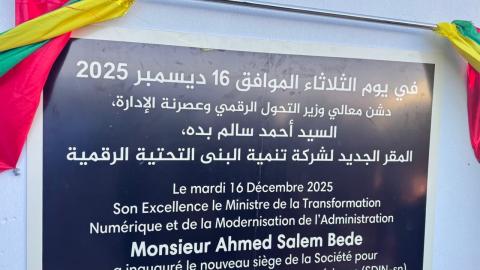 في يوم الثلاثاء الموافق 16 ديسمبر 2025
دشن معالي وزير التحول الرقمي وعصرنة الإدارة،
السيد أحمد سالم بده،
المقر الجديد لشركة تنمية البنى التحتية الرقمية
Le mardi 16 Décembre 2025
Son Excellence le Ministre de la Transformation
Numérique et de la Modernisation de l'Administration
Monsieur Ahmed Salem Bede
a inauguré le nouveau siège de la Société pour